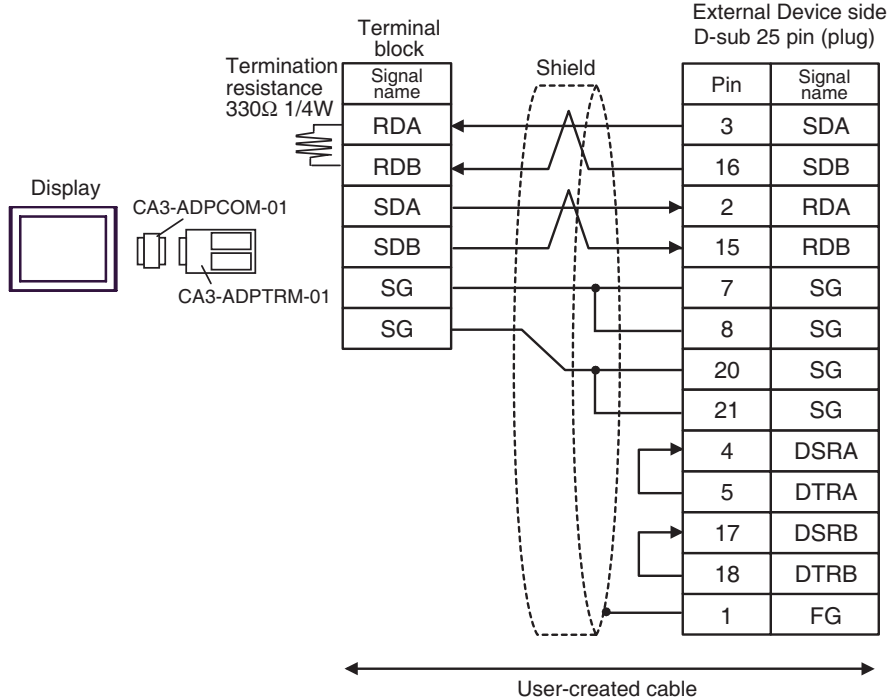 External Device side
D-sub 25 pin (plug)
Terminal
block
Shield
Termination
resistance
330Ω 1/4W
Signal
name
Pin
Signal
name
RDA
3 SDA
RDB
16 SDB
Display
CA3-ADPCOM-01
CA3-ADPTRM-01
SDA
2 RDA
SDB
15 RDB
SG
7 SG
8 SG
SG
20 SG
21 SG
4 DSRA
5 DTRA
17 DSRB
18 DTRB
1 FG
User-created cable